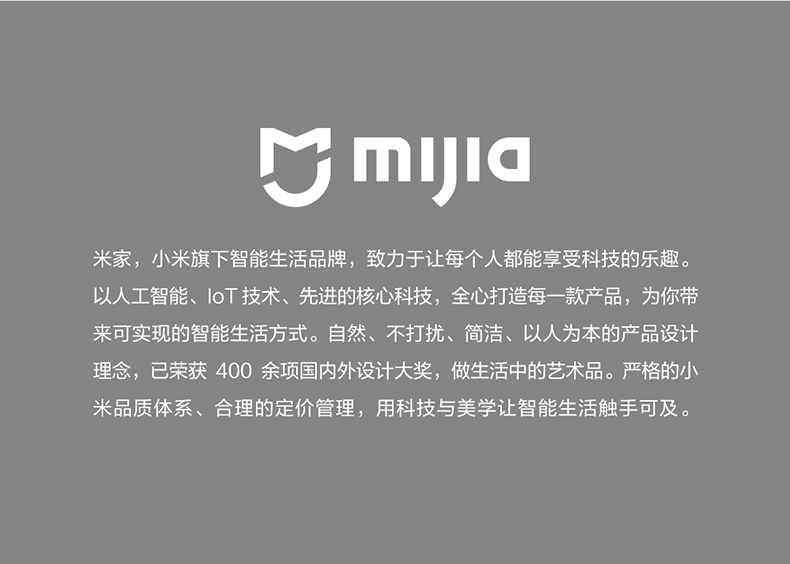 mijia
米家，小米旗下智能生活品牌，致力于让每个人都能享受科技的乐趣。
以人工智能、IoT 技术、先进的核心科技，全心打造每一款产品，为你带
来可实现的智能生活方式。自然、不打扰、简洁、以人为本的产品设计
理念，已荣获 400 余项国内外设计大奖，做生活中的艺术品。严格的小
米品质体系、合理的定价管理，用科技与美学让智能生活触手可及。